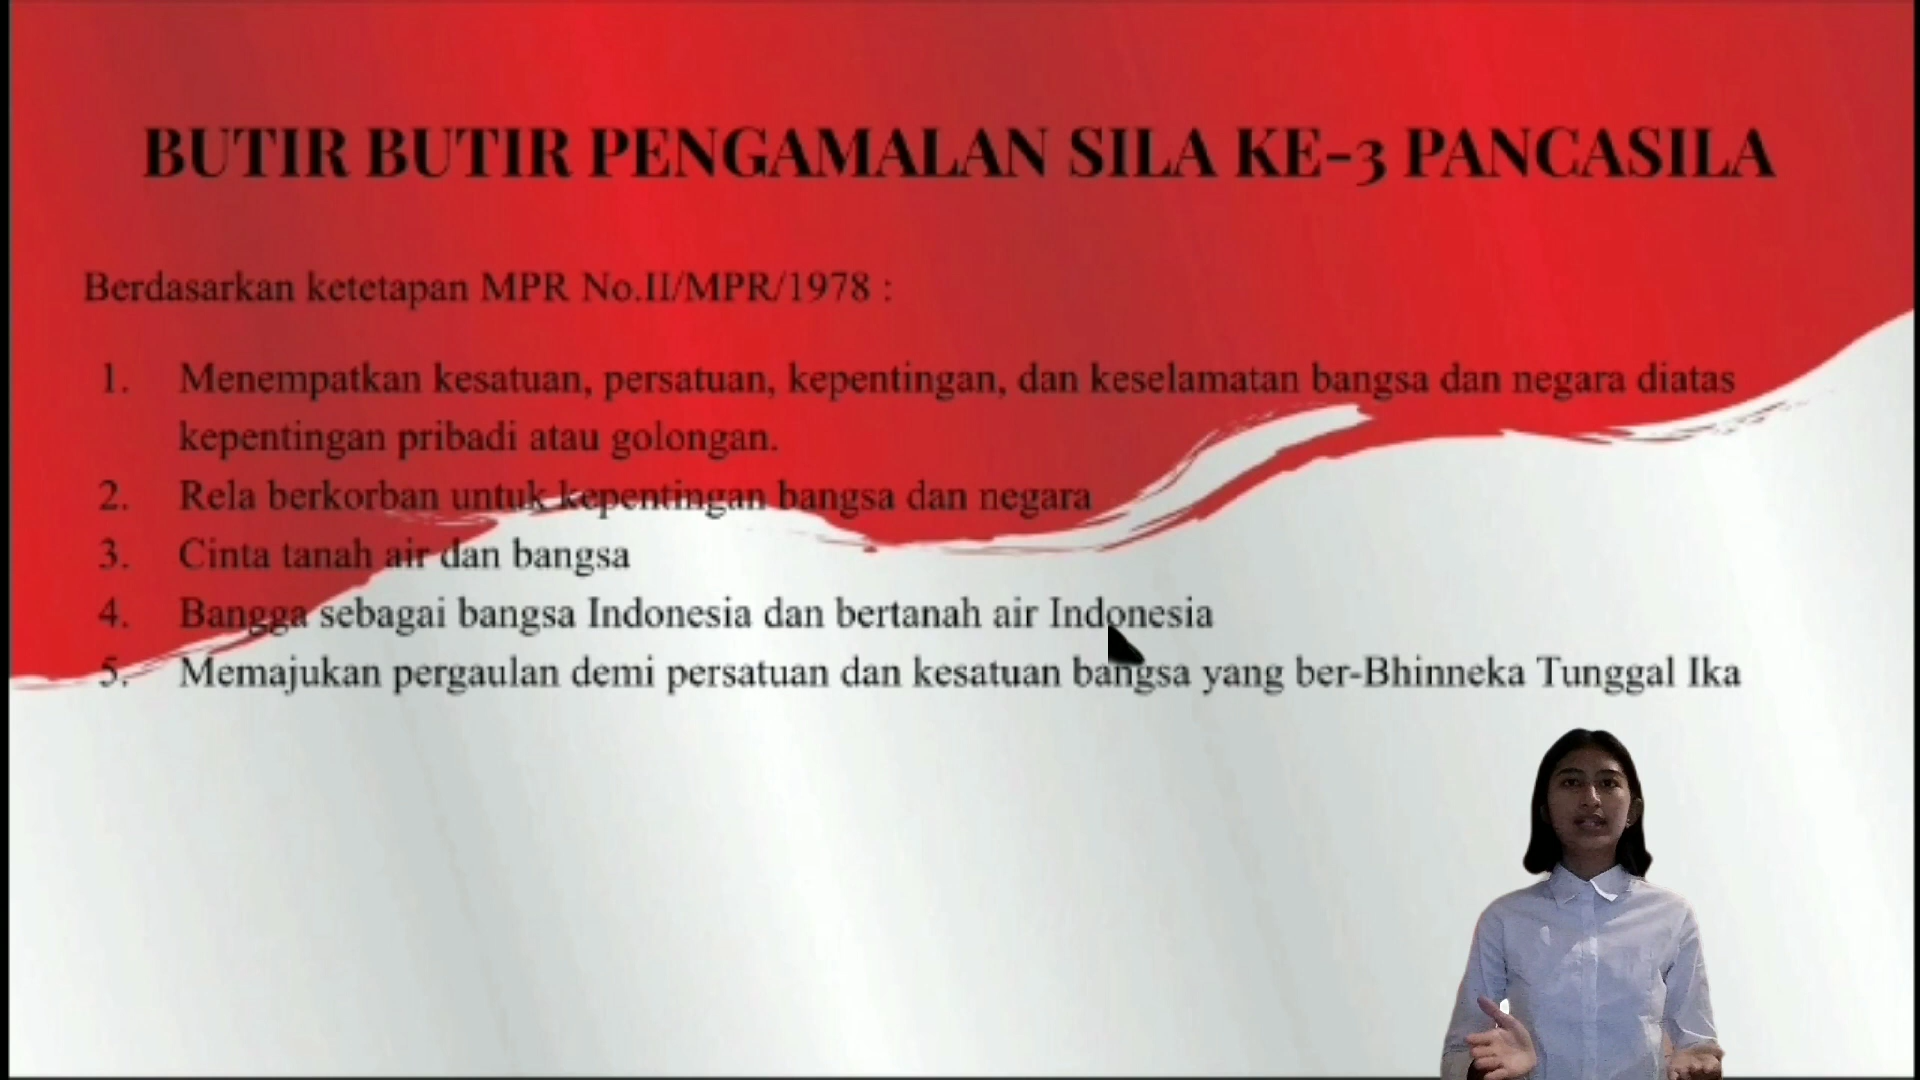 BUTIR BUTIR PENGAMALAN SILA KE-3 PANCASILA
Berdasarkan ketetapan MPR No.II/MPR/1978 :
1. Menempatkan kesatuan, persatuan, kepentingan, dan keselamatan bangsa dan negara diatas
kepentingan pribadi atau golongan.
2. Rela berkorban untuk kepentingan bangsa dan negara
3. Cinta tanah air dan bangsa
4. Bangga sebagai bangsa Indonesia dan bertanah air Indonesia
5. Memajukan pergaulan demi persatuan dan kesatuan bangsa yang ber-Bhinneka Tunggal Ika